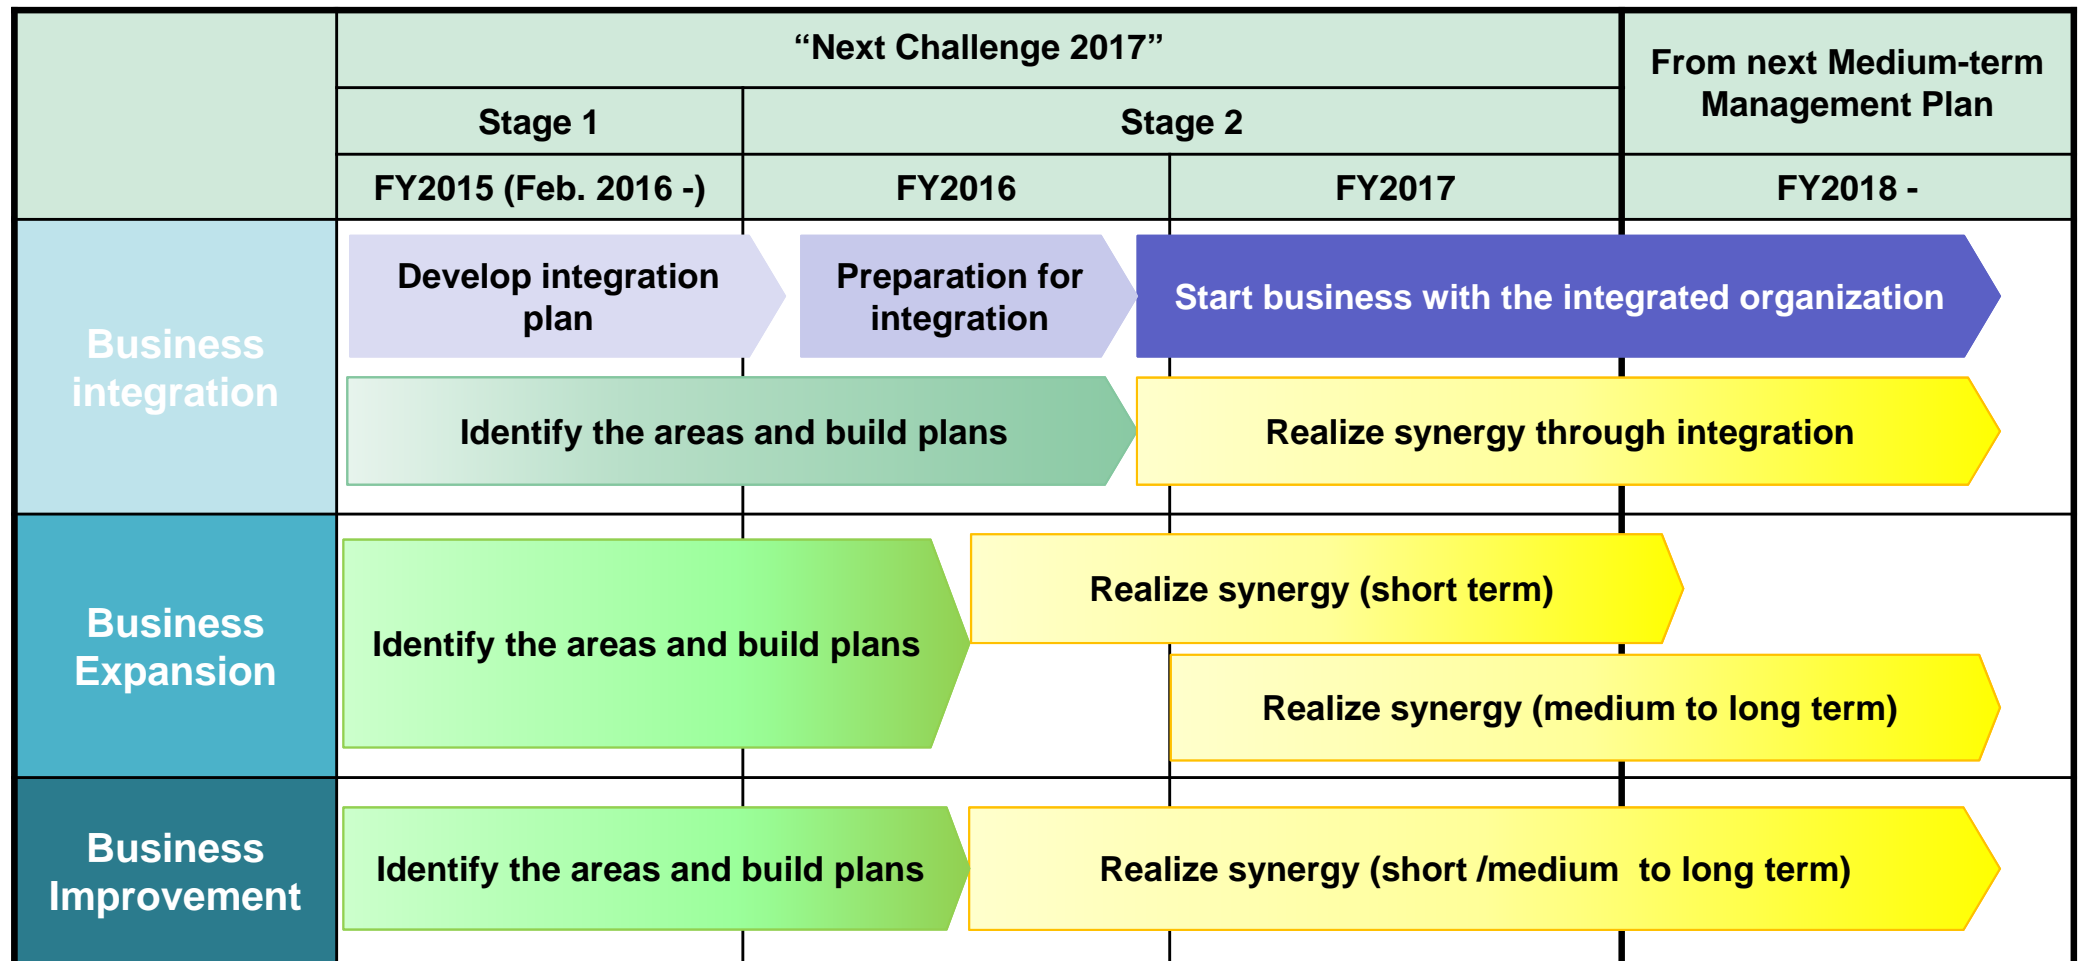 “Next Challenge 2017”
From next Medium-term
Management Plan
Stage 1
Stage 2
FY2015 (Feb. 2016 -)
FY2016
FY2017
FY2018 -
Business
integration
Develop integration
plan
Preparation for
integration
Start business with the integrated organization
Identify the areas and build plans
Realize synergy through integration
Business
Expansion
Identify the areas and build plans
Realize synergy (short term)
Realize synergy (medium to long term)
Business
Improvement
Identify the areas and build plans
Realize synergy (short /medium  to long term)